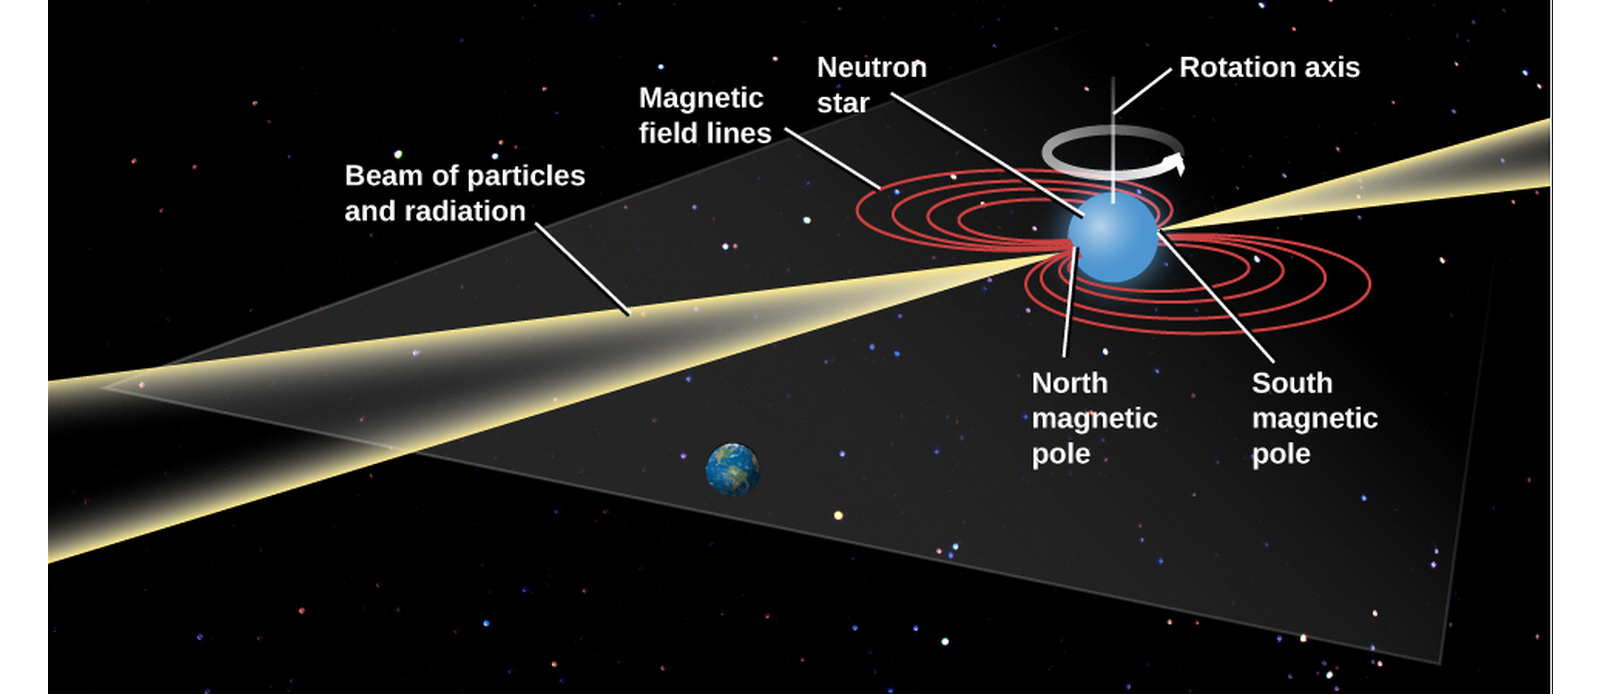 Neutron
star
Rotation axis
Magnetic
field lines
Beam of particles
and radiation
North
magnetic
pole
South
magnetic
pole